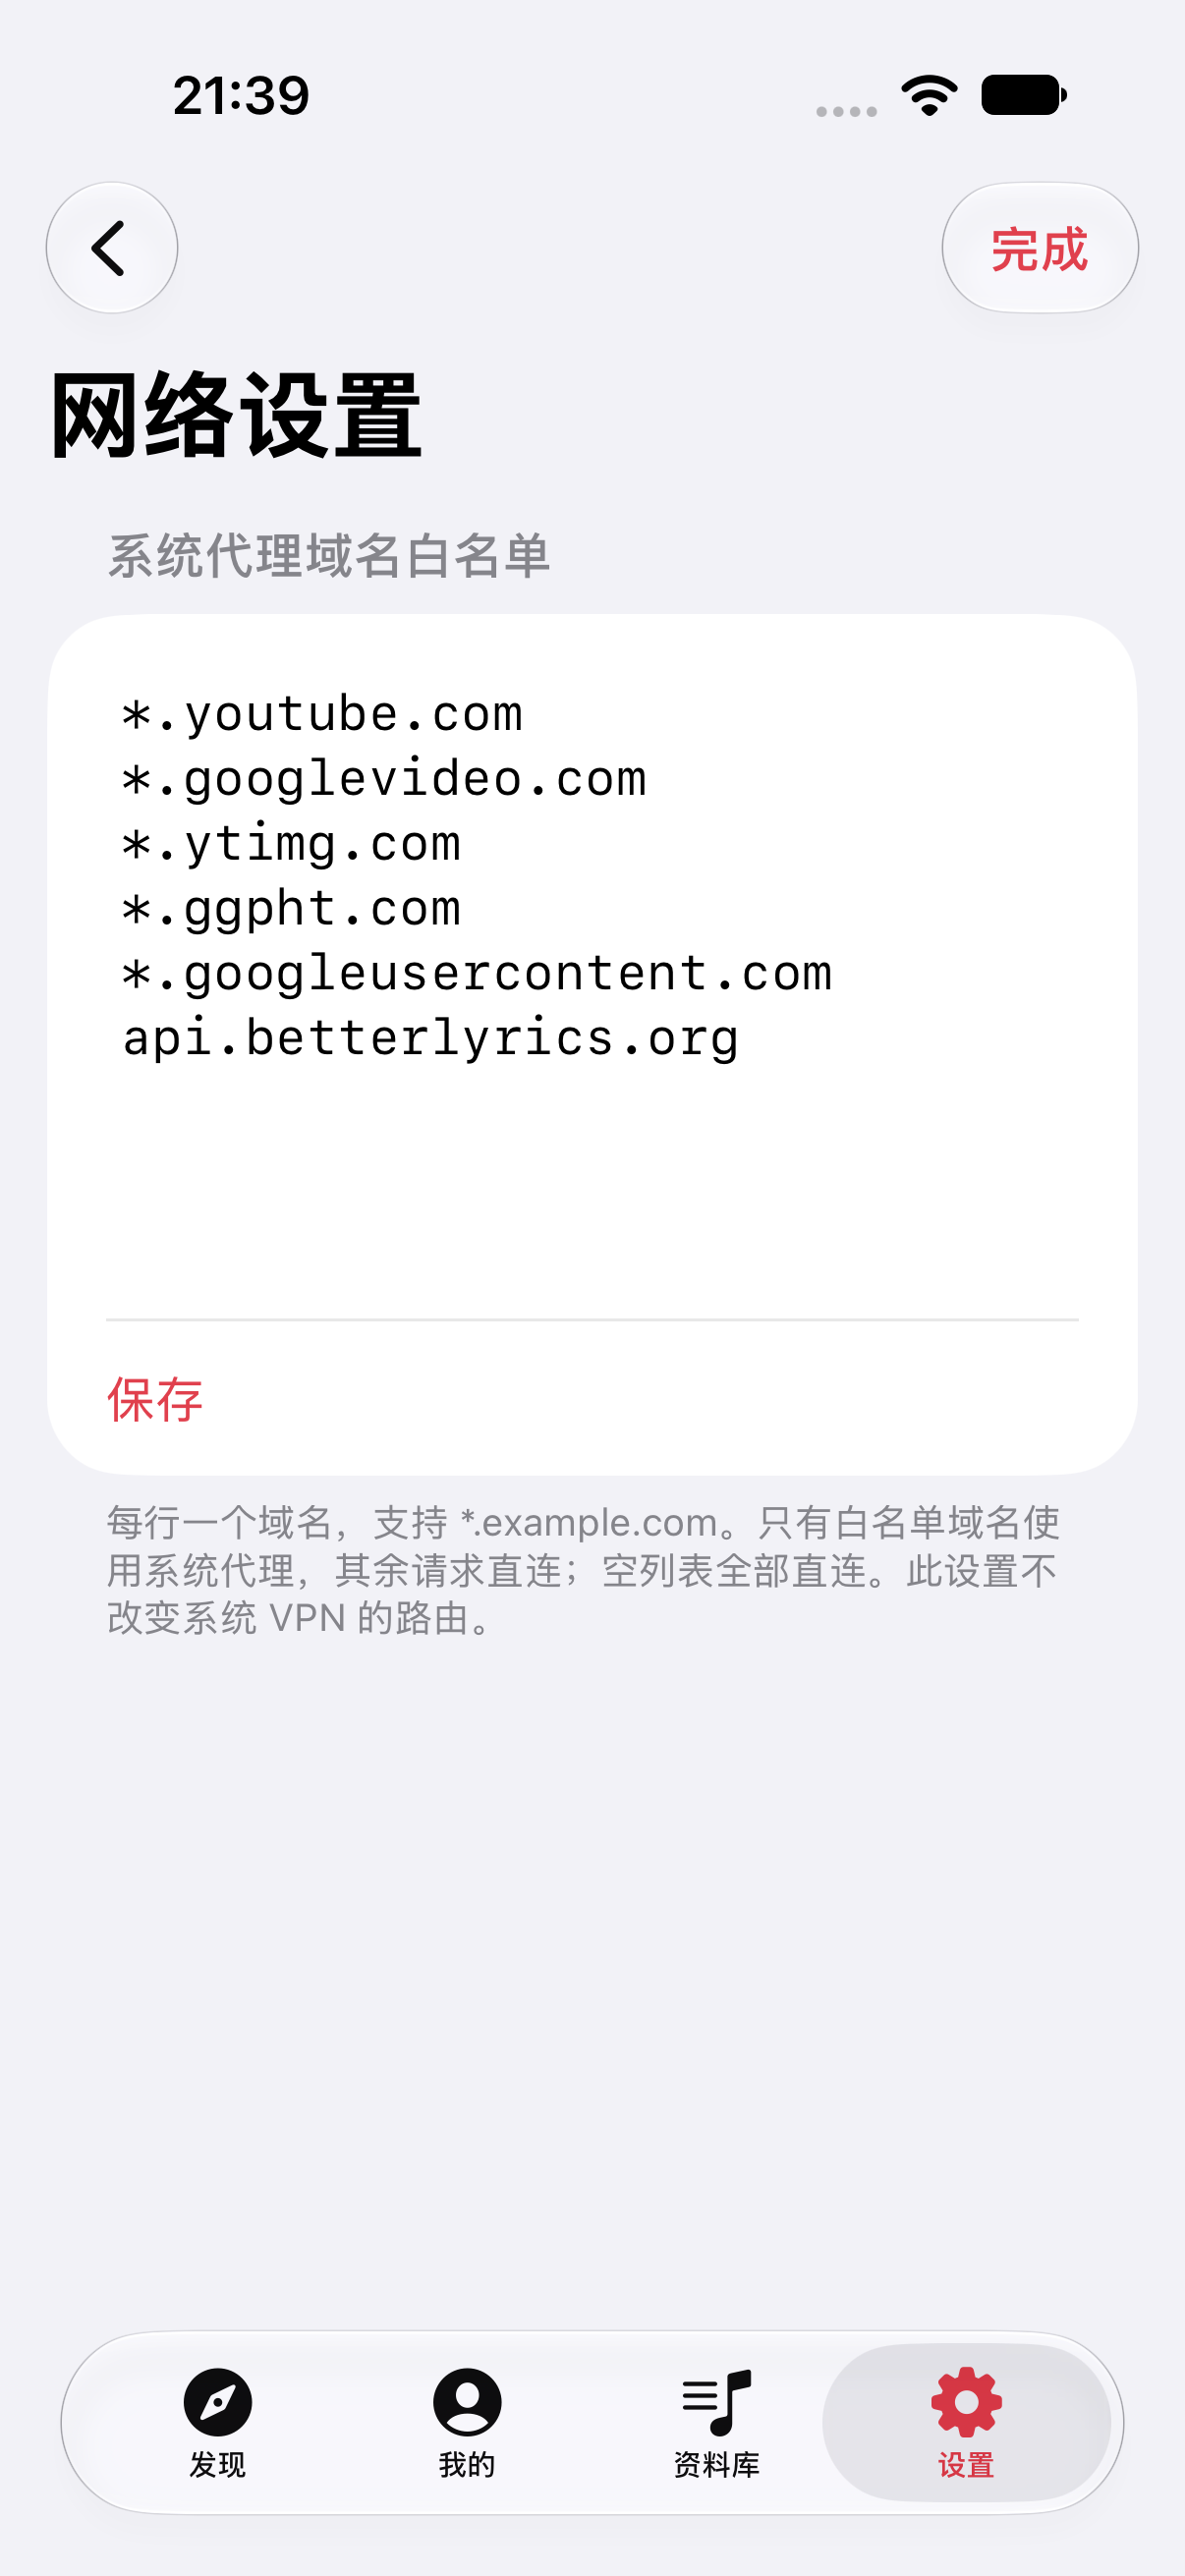 21:39
完成
网络设置
系统代理域名白名单
*.youtube.com
*.googlevideo.com
*.ytimg.com
*.ggpht.com
*.googleusercontent.com
api.betterlyrics.org
保存
每行一个域名，支持 *.example.com。只有白名单域名使
用系统代理，其余请求直连；空列表全部直连。此设置不
改变系统 VPN 的路由。
发现
我的
资料库
设置